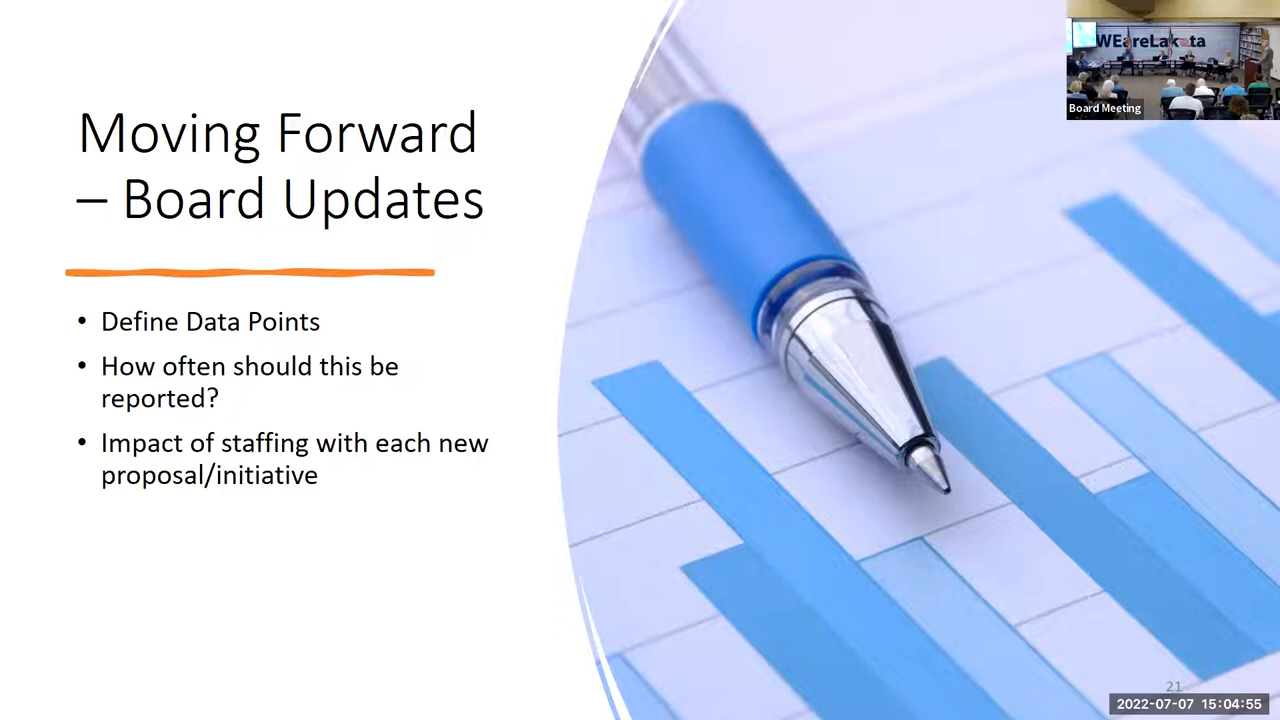 Moving Forward
– Board Updates
• Define Data Points
• How often should this be
reported?
• Impact of staffing with each new
proposal/initiative
WEareLakota
Board Meeting
21
2022-07-07 15:04:55